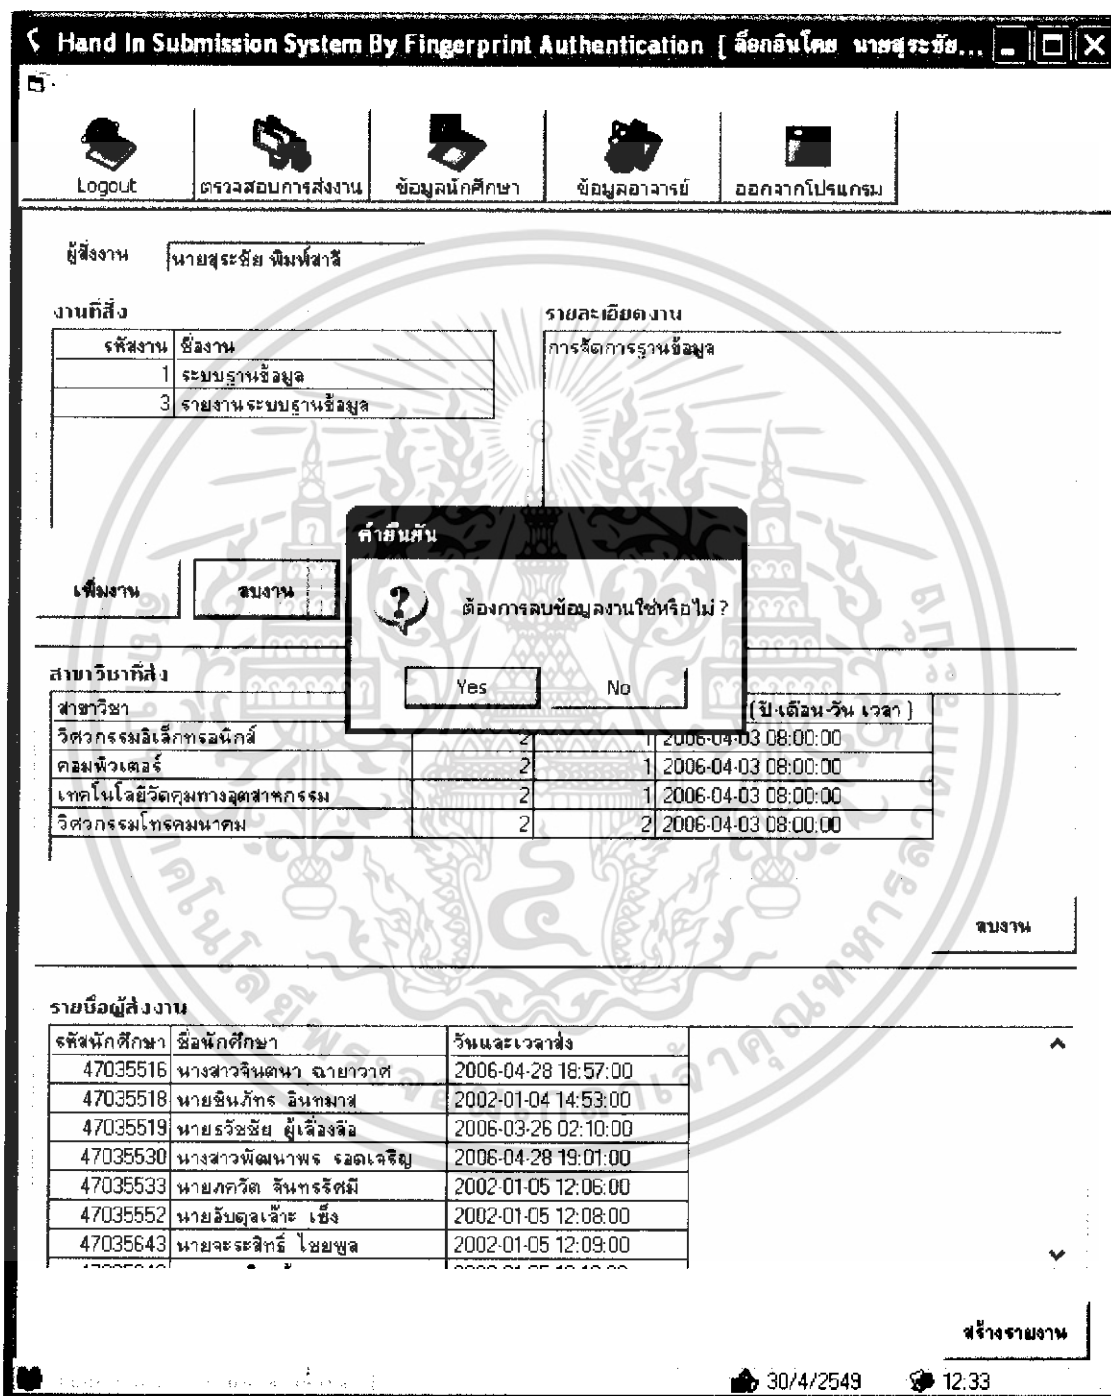 Hand In Submission System By Fingerprint Authentication [ ล็อกอินโดย นายสุระชัย...
Logout ตรวจสอบการส่งงาน ข้อมูลนักศึกษา ข้อมูลอาจารย์ ออกจากโปรแกรม
ผู้สั่งงาน นายสุระชัย พิมพ์สาลี
งานที่สั่ง รายละเอียดงาน
รหัสงาน ชื่องาน การจัดการฐานข้อมูล
1 ระบบฐานข้อมูล
3 รายงานระบบฐานข้อมูล
คำยืนยัน
เพิ่มงาน ลบงาน ต้องการลบข้อมูลงานใช่หรือไม่ ?
Yes No
สาขาวิชาที่สั่ง
สาขาวิชา (ปี-เดือน-วัน เวลา)
วิศวกรรมอิเล็กทรอนิกส์ 2 1 2006-04-03 08:00:00
คอมพิวเตอร์ 2 1 2006-04-03 08:00:00
เทคโนโลยีวัดคุมทางอุตสาหกรรม 2 1 2006-04-03 08:00:00
วิศวกรรมโทรคมนาคม 2 2 2006-04-03 08:00:00
ลบงาน
รายชื่อผู้ส่งงาน
รหัสนักศึกษา ชื่อนักศึกษา วันและเวลาส่ง
47035516 นางสาวจินตนา ฉายาวาศ 2006-04-28 18:57:00
47035518 นายชินภัทร อินทมาส 2002-01-04 14:53:00
47035519 นายธวัชชัย ผู้เลื่องลือ 2006-03-26 02:10:00
47035530 นางสาวพัฒนาพร รอดเจริญ 2006-04-28 19:01:00
47035533 นายภควัต จันทรรัศมี 2002-01-05 12:06:00
47035552 นายอับดุลเล๊าะ เซ็ง 2002-01-05 12:08:00
47035643 นายจะระสิทธิ์ ไชยพูล 2002-01-05 12:09:00
สร้างรายงาน
30/4/2549 12:33